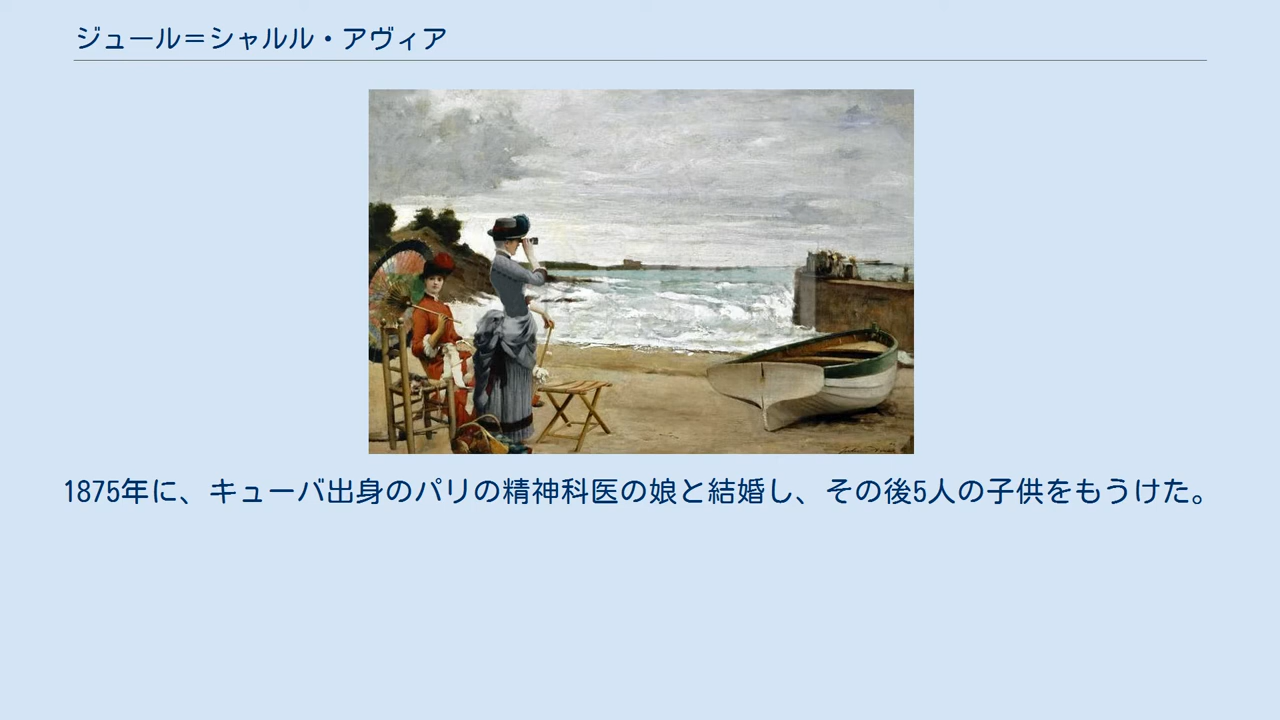 ジュール＝シャルル・アヴィア
1875年に、キューバ出身のパリの精神科医の娘と結婚し、その後5人の子供をもうけた。